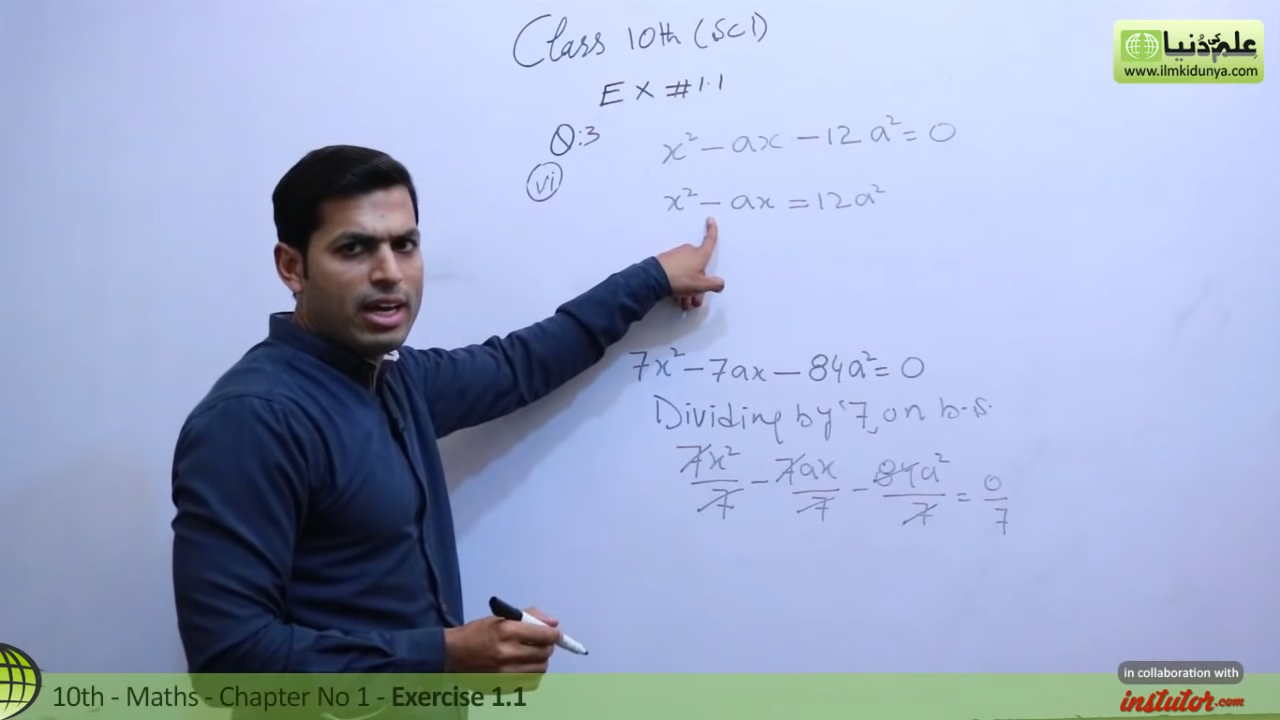 Class 10th (SCI)
علم کی دنیا
www.ilmkidunya.com
EX #1.1
Q:3 x² - ax - 12a² = 0
vi x² - ax = 12a²
7x² - 7ax - 84a² = 0
Dividing by '7, on b.s.
7x²/7 - 7ax/7 - 84a²/7 = 0/7
10th - Maths - Chapter No 1 - Exercise 1.1
in collaboration with
instutor.com